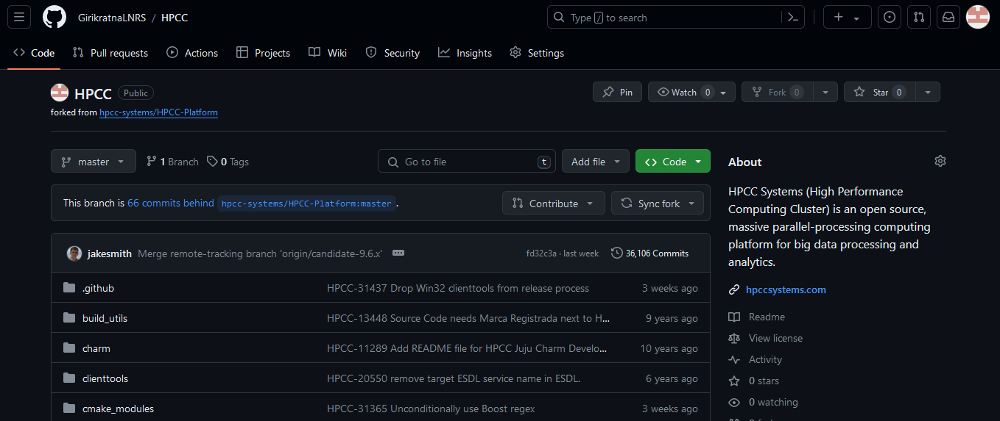 GirikratnaLNRS / HPCC
Type / to search
Code
Pull requests
Actions
Projects
Wiki
Security
Insights
Settings
HPCC Public
Pin
Watch 0
Fork 0
Star 0
forked from hpcc-systems/HPCC-Platform
master
1 Branch
0 Tags
Go to file
t
Add file
Code
This branch is 66 commits behind hpcc-systems/HPCC-Platform:master .
Contribute
Sync fork
jakesmith Merge remote-tracking branch 'origin/candidate-9.6.x'
fd32c3a · last week
36,106 Commits
.github HPCC-31437 Drop Win32 clienttools from release process 3 weeks ago
build_utils HPCC-13448 Source Code needs Marca Registrada next to H... 9 years ago
charm HPCC-11289 Add README file for HPCC Juju Charm Develo... 10 years ago
clienttools HPCC-20550 remove target ESDL service name in ESDL. 6 years ago
cmake_modules HPCC-31365 Unconditionally use Boost regex 3 weeks ago
About
HPCC Systems (High Performance
Computing Cluster) is an open source,
massive parallel-processing computing
platform for big data processing and
analytics.
hpccsystems.com
Readme
View license
Activity
0 stars
0 watching